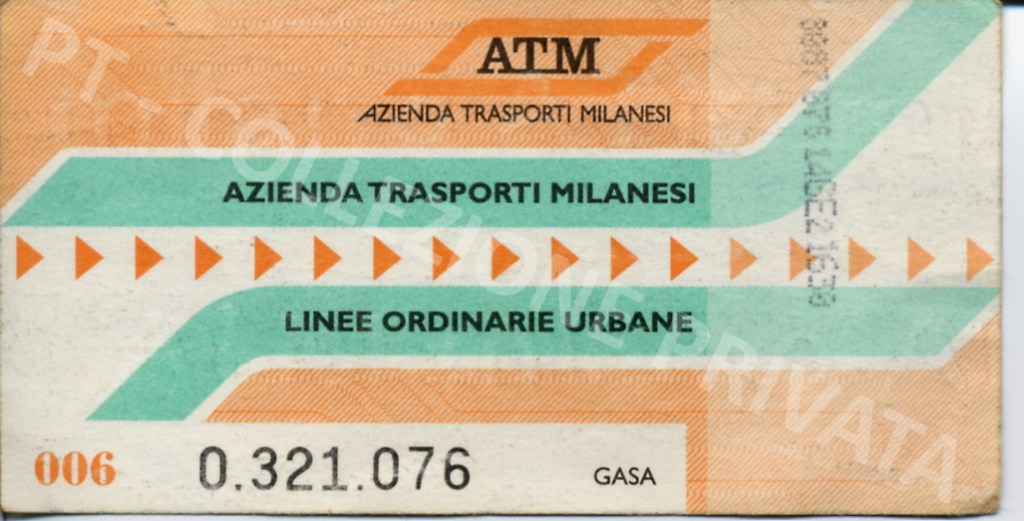 ATM
AZIENDA TRASPORTI MILANESI
AZIENDA TRASPORTI MILANESI
LINEE ORDINARIE URBANE
006 0.321.076 GASA
PT - COLLEZIONE PRIVATA